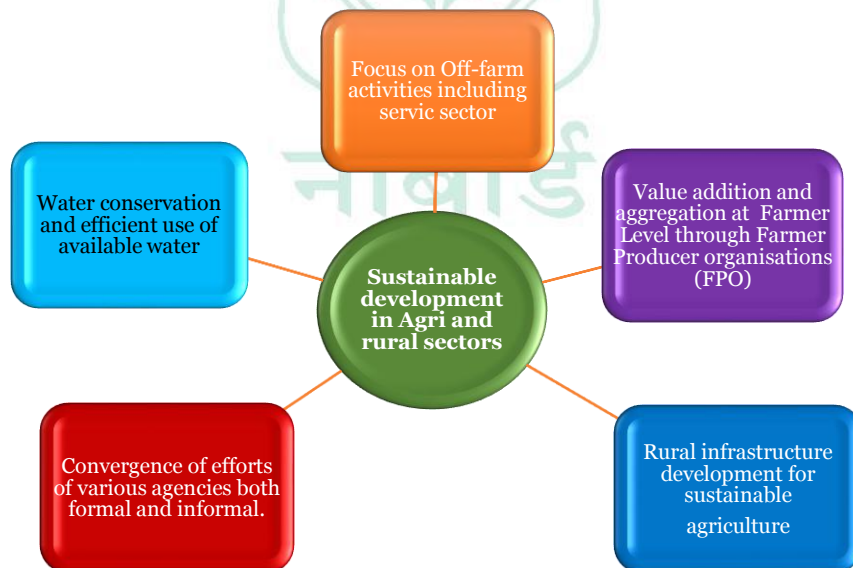 Focus on Off-farm
activities including
servic sector
नाबार्ड
Water conservation
and efficient use of
available water
Value addition and
aggregation at Farmer
Level through Farmer
Producer organisations
(FPO)
Sustainable
development
in Agri and
rural sectors
Convergence of efforts
of various agencies both
formal and informal.
Rural infrastructure
development for
sustainable
agriculture